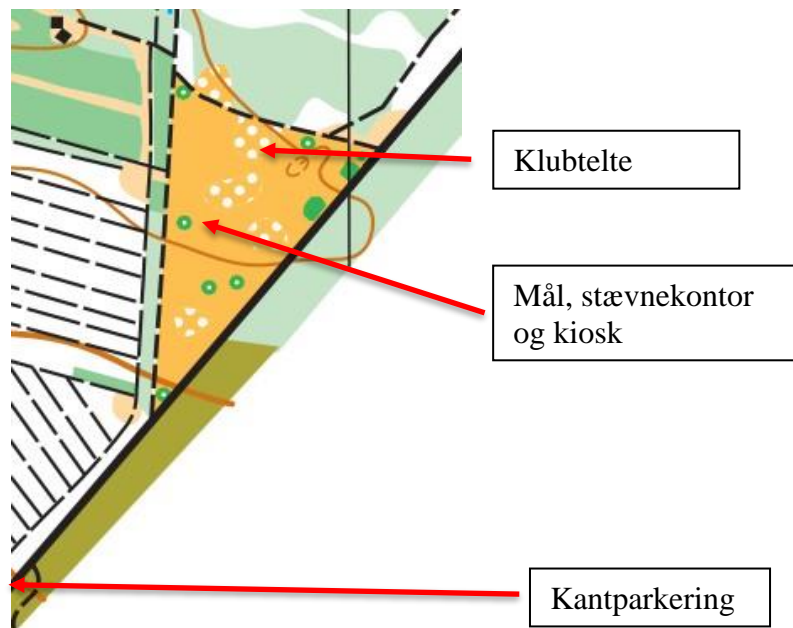 Klubtelte
Mål, stævnekontor
og kiosk
Kantparkering